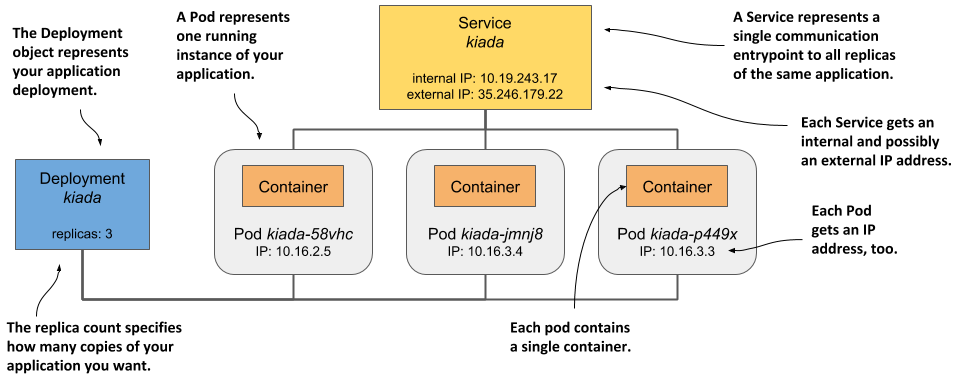 The Deployment
object represents
your application
deployment.
A Pod represents
one running
instance of your
application.
Service
kiada
internal IP: 10.19.243.17
external IP: 35.246.179.22
A Service represents a
single communication
entrypoint to all replicas
of the same application.
Each Service gets an
internal and possibly
an external IP address.
Deployment
kiada
replicas: 3
Container
Pod kiada-58vhc
IP: 10.16.2.5
Container
Pod kiada-jmnj8
IP: 10.16.3.4
Container
Pod kiada-p449x
IP: 10.16.3.3
Each Pod
gets an IP
address, too.
The replica count specifies
how many copies of your
application you want.
Each pod contains
a single container.